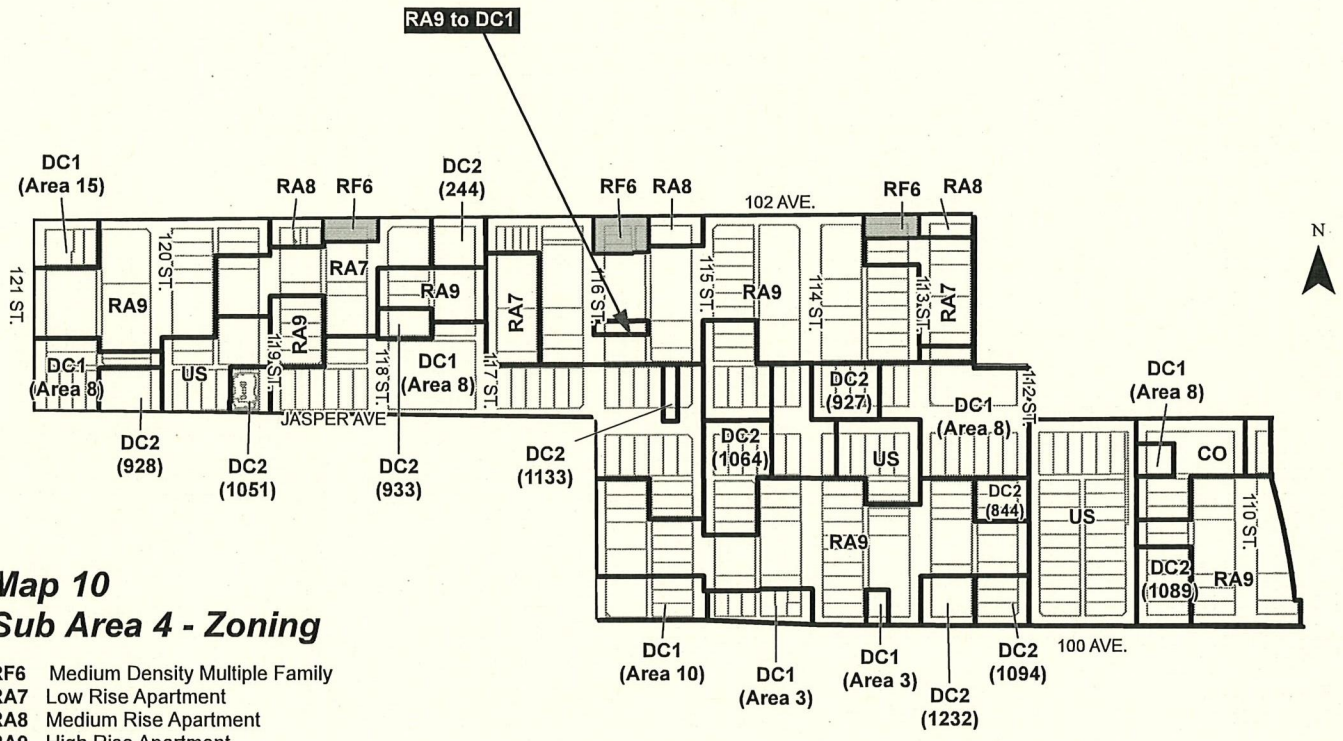 RA9 to DC1
DC1
(Area 15)
RA8
RF6
DC2
(244)
RF6
RA8
102 AVE.
RF6
RA8
N
121 ST.
RA9
120 ST.
RA7
RA9
RA7
116 ST.
115 ST.
RA9
114 ST.
113 ST.
RA7
RA9
119 ST.
118 ST.
117 ST.
DC1
(Area 8)
US
DC1
(Area 8)
JASPER AVE
DC2
(927)
DC1
(Area 8)
112 ST.
DC1
(Area 8)
DC2
(928)
DC2
(1051)
DC2
(933)
DC2
(1133)
DC2
(1064)
US
CO
DC2
(844)
US
110 ST.
RA9
DC2
(1089)
RA9
100 AVE.
DC1
(Area 10)
DC1
(Area 3)
DC1
(Area 3)
DC2
(1232)
DC2
(1094)
Map 10
Sub Area 4 - Zoning
RF6 Medium Density Multiple Family
RA7 Low Rise Apartment
RA8 Medium Rise Apartment
RA9 High Rise Apartment